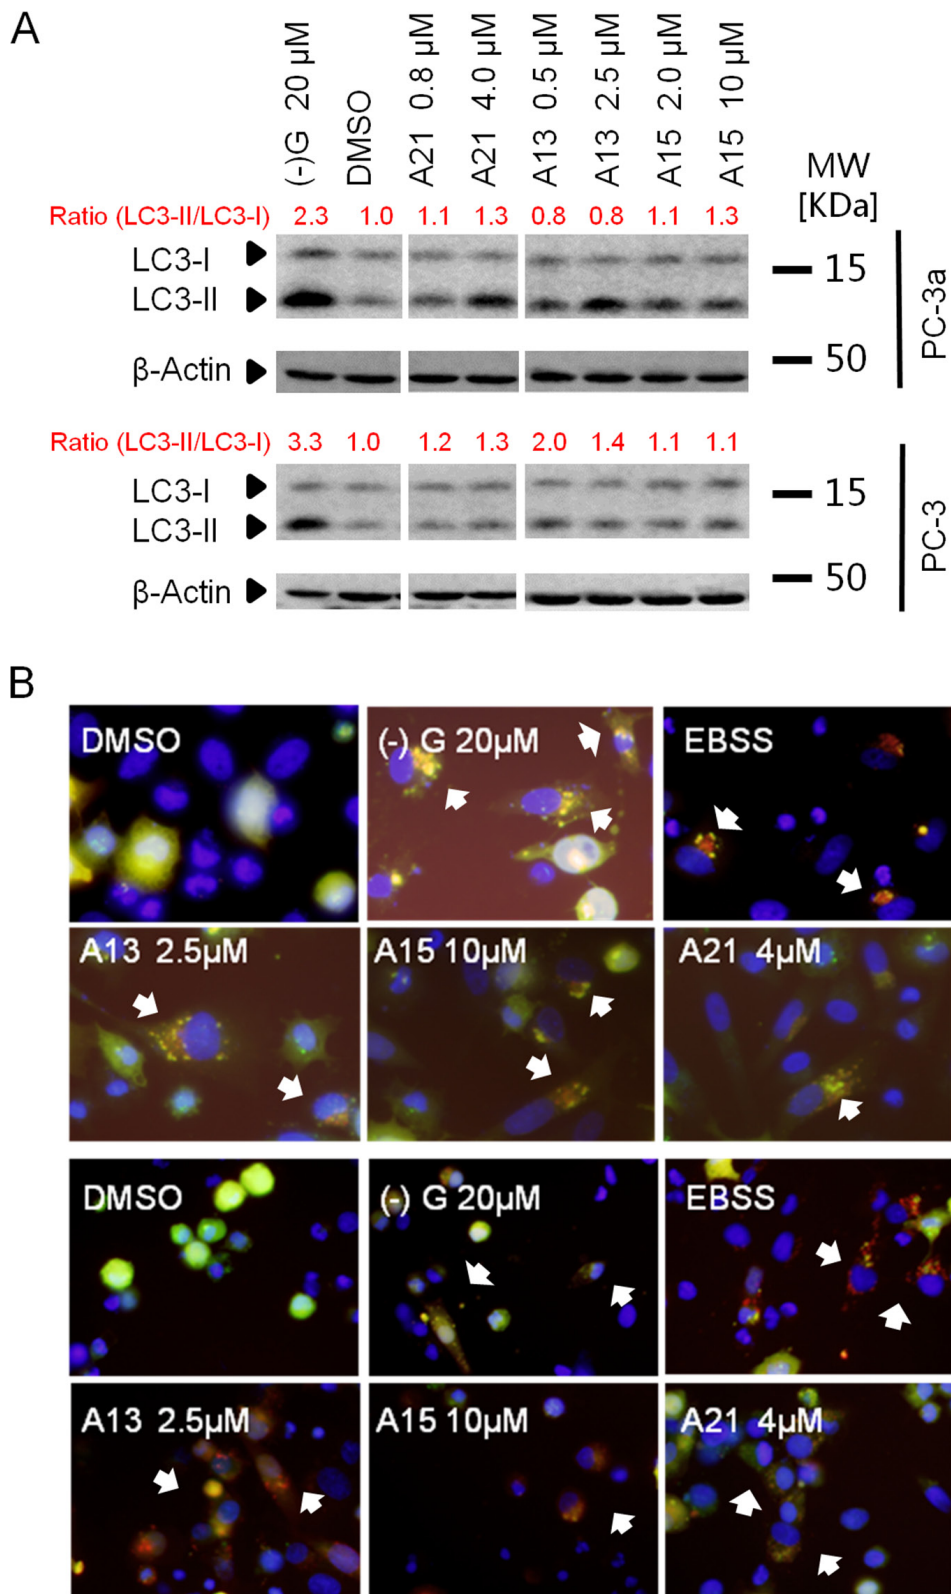 A
(-)G 20 µM
DMSO
A21 0.8 µM
A21 4.0 µM
A13 0.5 µM
A13 2.5 µM
A15 2.0 µM
A15 10 µM
MW
[KDa]
Ratio (LC3-II/LC3-I) 2.3 1.0 1.1 1.3 0.8 0.8 1.1 1.3
LC3-I
15
LC3-II
β-Actin
50
PC-3a
Ratio (LC3-II/LC3-I) 3.3 1.0 1.2 1.3 2.0 1.4 1.1 1.1
LC3-I
15
LC3-II
β-Actin
50
PC-3
B
DMSO
(-) G 20µM
EBSS
A13 2.5µM
A15 10µM
A21 4µM
DMSO
(-) G 20µM
EBSS
A13 2.5µM
A15 10µM
A21 4µM